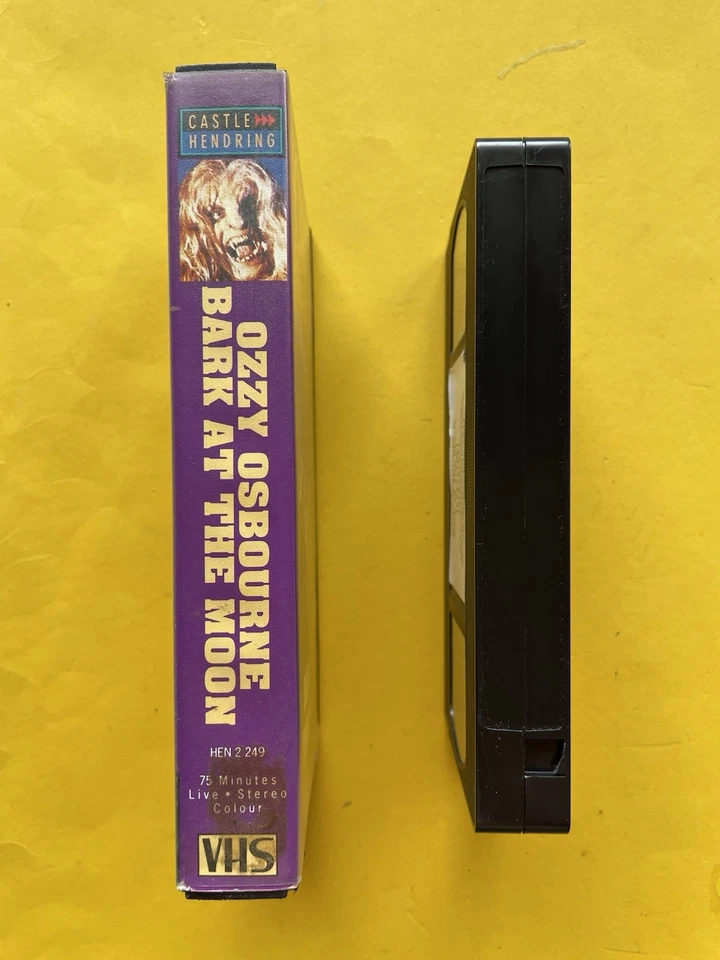 CASTLE
HENDRING
OZZY OSBOURNE
BARK AT THE MOON
HEN 2 249
75 Minutes
Live • Stereo
Colour
VHS